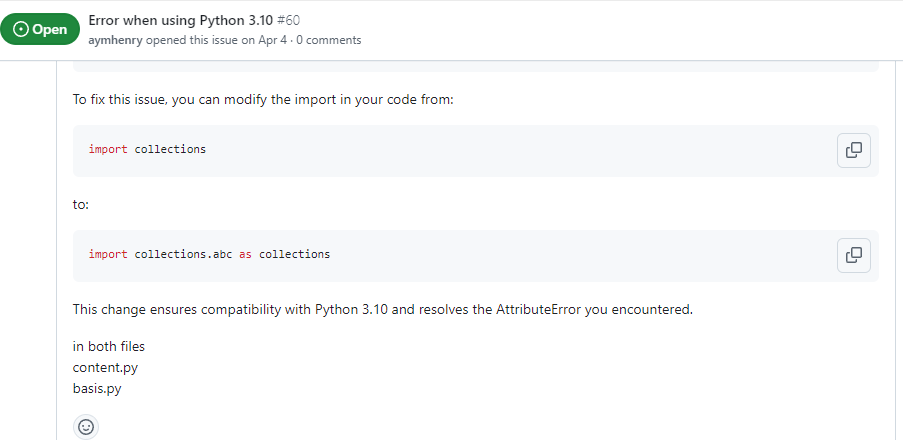 Open
Error when using Python 3.10 #60
aymhenry opened this issue on Apr 4 · 0 comments
To fix this issue, you can modify the import in your code from:
import collections
to:
import collections.abc as collections
This change ensures compatibility with Python 3.10 and resolves the AttributeError you encountered.
in both files
content.py
basis.py